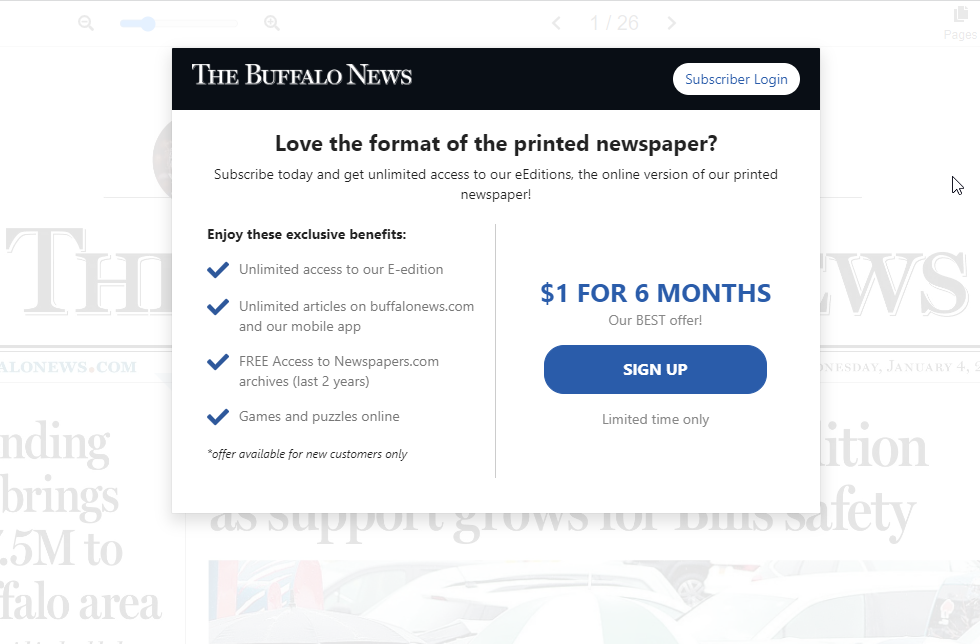 1 / 26
Pages
THE BUFFALO NEWS
Subscriber Login
Love the format of the printed newspaper?
Subscribe today and get unlimited access to our eEditions, the online version of our printed
newspaper!
Enjoy these exclusive benefits:
Unlimited access to our E-edition
Unlimited articles on buffalonews.com
and our mobile app
FREE Access to Newspapers.com
archives (last 2 years)
Games and puzzles online
*offer available for new customers only
$1 FOR 6 MONTHS
Our BEST offer!
SIGN UP
Limited time only
THE
EWS
ALONEWS.COM
NESDAY, JANUARY 4, 2
nding
brings
.5M to
falo area
ition
as support grows for Bills safety